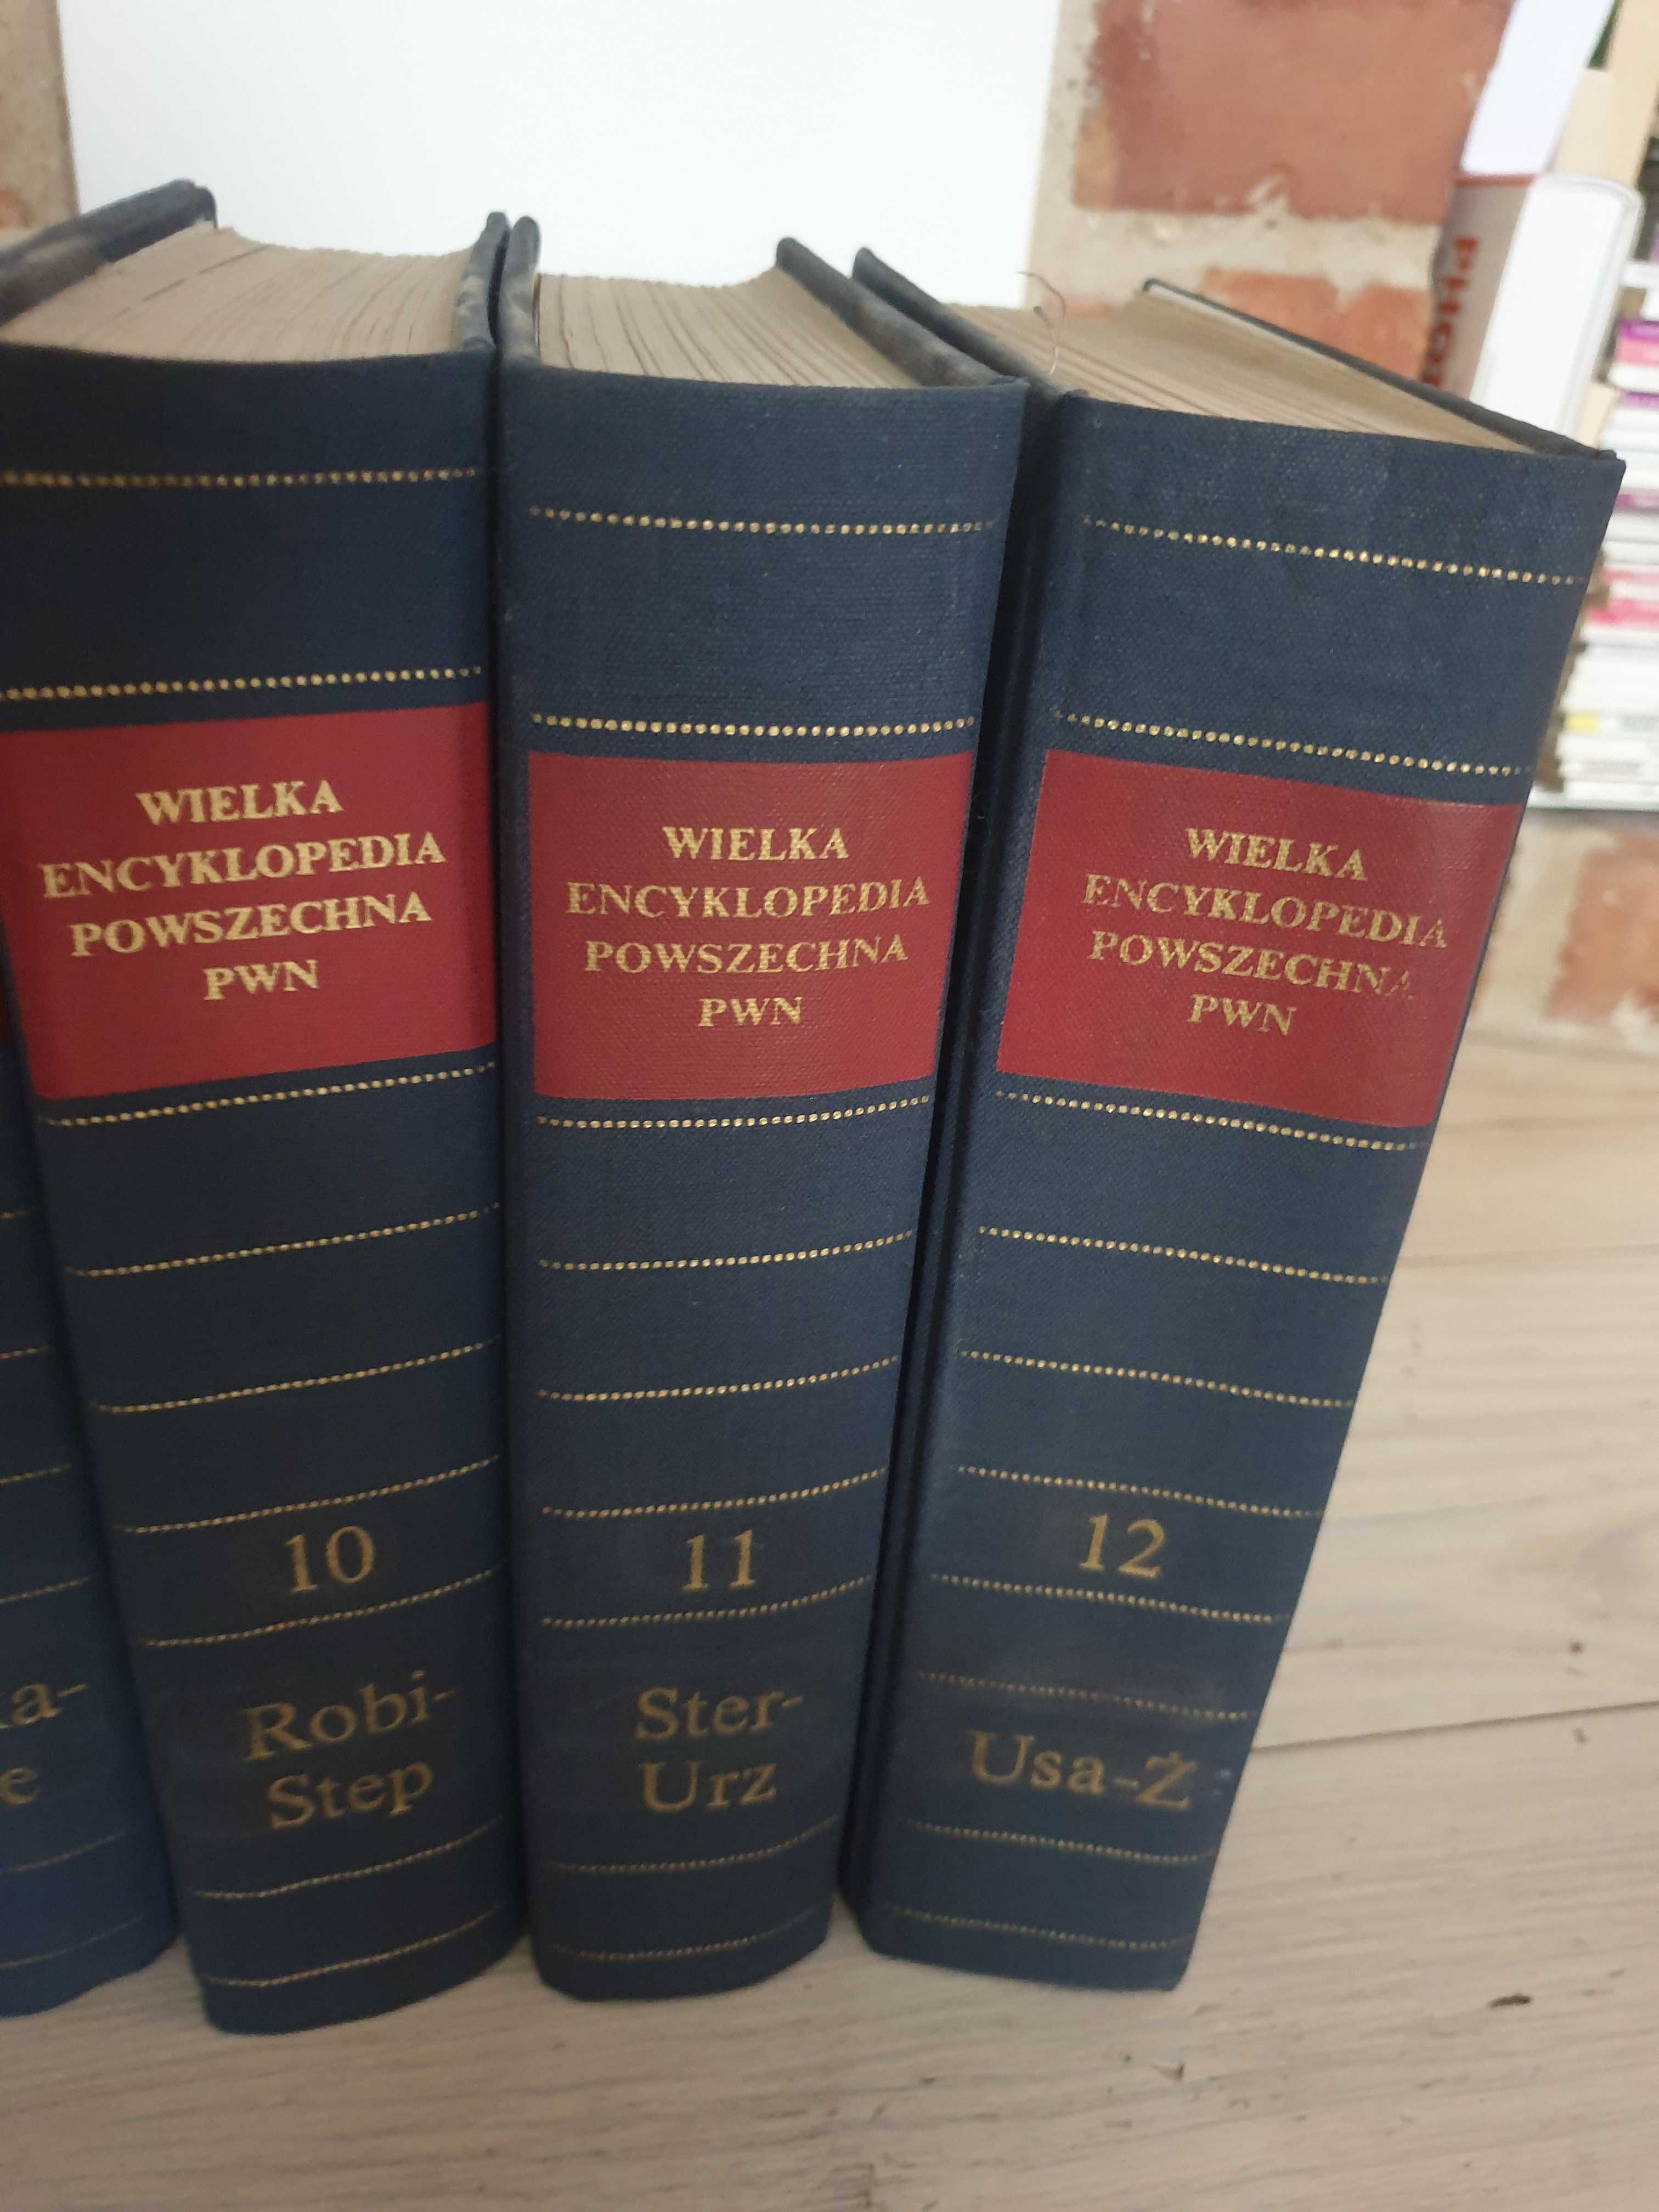 WIELKA
ENCYKLOPEDIA
POWSZECHNA
PWN
10
Robi-
Step
WIELKA
ENCYKLOPEDIA
POWSZECHNA
PWN
11
Ster-
Urz
WIELKA
ENCYKLOPEDIA
POWSZECHNA
PWN
12
Usa-Ż